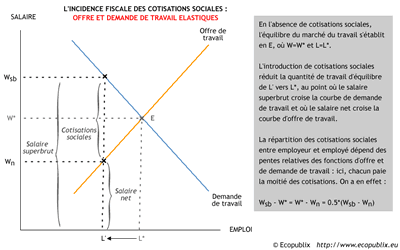 L'INCIDENCE FISCALE DES COTISATIONS SOCIALES :
OFFRE ET DEMANDE DE TRAVAIL ELASTIQUES
SALAIRE
Offre de
travail
Wsb
W*
E
Cotisations
sociales
Salaire
superbrut
Wn
Salaire
net
Demande
de travail
L'
L*
EMPLOI
En l'absence de cotisations sociales,
l'équilibre du marché du travail s'établit
en E, où W=W* et L=L*.
L'introduction de cotisations sociales
réduit la quantité de travail d'équilibre
de L' vers L*, au point où le salaire
superbrut croise la courbe de demande
de travail et où le salaire net croise la
courbe d'offre de travail.
La répartition des cotisations sociales
entre employeur et employé dépend des
pentes relatives des fonctions d'offre et
de demande de travail : ici, chacun paie
la moitié des cotisations. On a en effet :
Wsb - W* = W* - Wn = 0.5*(Wsb - Wn)
© Ecopublix http://www.ecopublix.eu